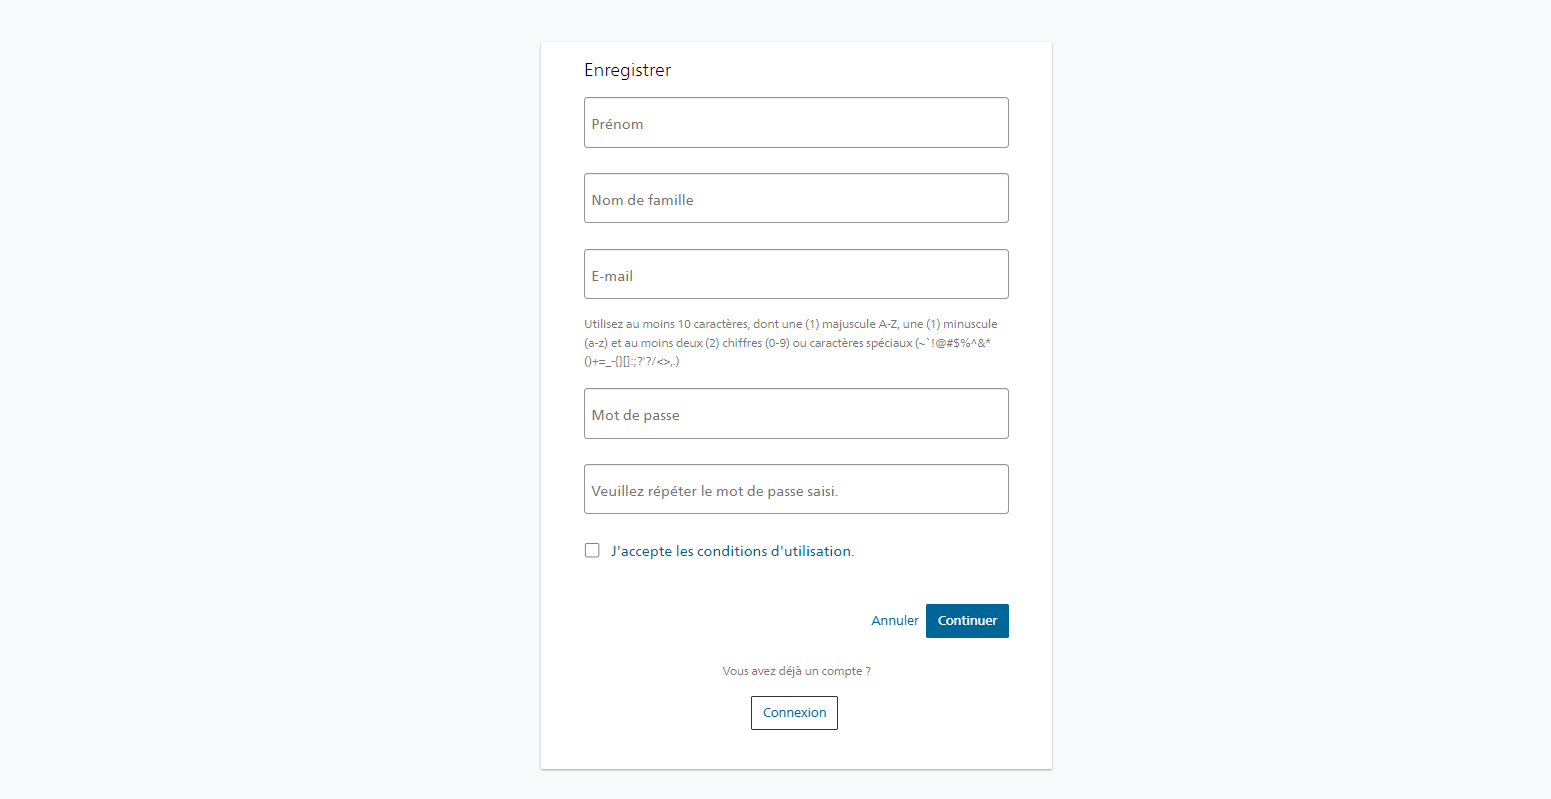 Enregistrer
Prénom
Nom de famille
E-mail
Utilisez au moins 10 caractères, dont une (1) majuscule A-Z, une (1) minuscule
(a-z) et au moins deux (2) chiffres (0-9) ou caractères spéciaux (~`!@#$%^&*
()+=_-{}[]:;?'?/<>,.)
Mot de passe
Veuillez répéter le mot de passe saisi.
J'accepte les conditions d'utilisation.
Annuler Continuer
Vous avez déjà un compte ?
Connexion